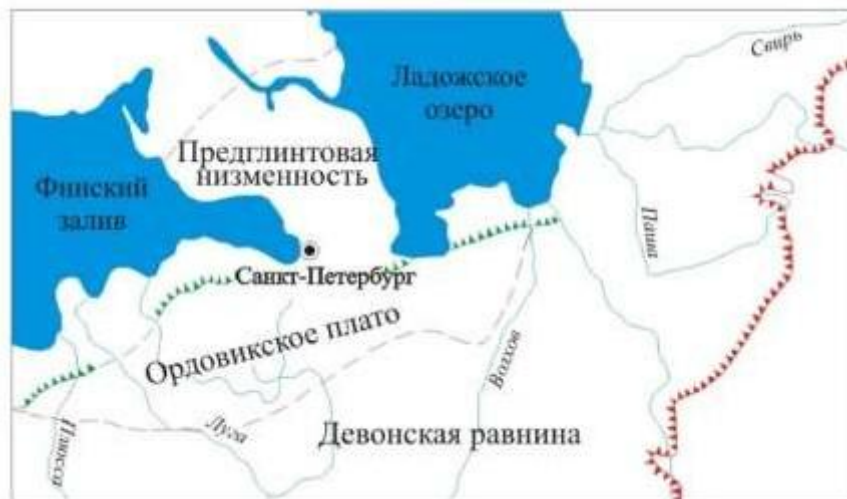 Свирь
Ладожское
озеро
Предглинтовая
низменность
Финский
залив
Паша
Санкт-Петербург
Ордовикское плато
Волхов
Луга
Девонская равнина
Плюсса